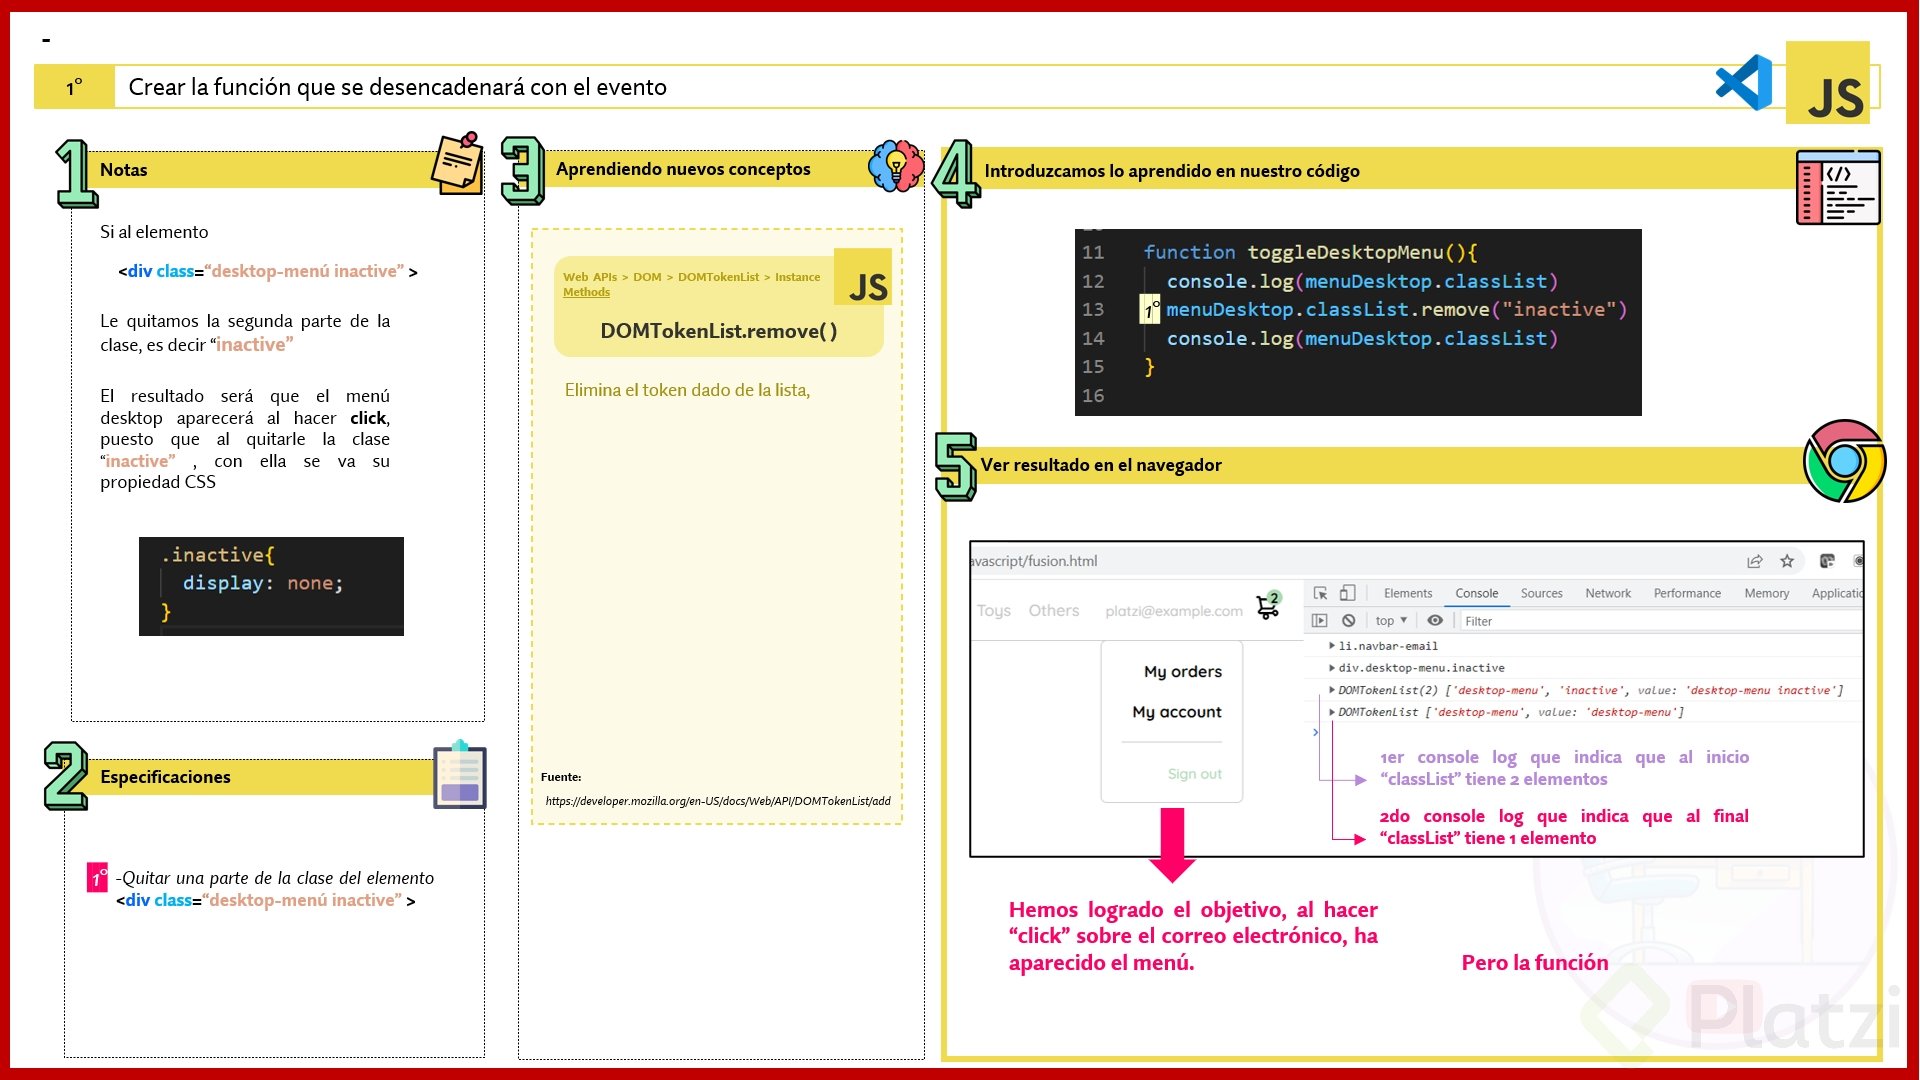 -
1° Crear la función que se desencadenará con el evento
JS
1 Notas
Si al elemento
<div class="desktop-menú inactive" >
Le quitamos la segunda parte de la
clase, es decir “inactive”
El resultado será que el menú
desktop aparecerá al hacer click,
puesto que al quitarle la clase
“inactive” , con ella se va su
propiedad CSS
.inactive{
display: none;
}
2 Especificaciones
1° -Quitar una parte de la clase del elemento
<div class=“desktop-menú inactive” >
3 Aprendiendo nuevos conceptos
Web APIs > DOM > DOMTokenList > Instance
Methods
JS
DOMTokenList.remove( )
Elimina el token dado de la lista,
Fuente:
https://developer.mozilla.org/en-US/docs/Web/API/DOMTokenList/add
4 Introduzcamos lo aprendido en nuestro código
11 function toggleDesktopMenu(){
12 console.log(menuDesktop.classList)
13 1° menuDesktop.classList.remove("inactive")
14 console.log(menuDesktop.classList)
15 }
16
5 Ver resultado en el navegador
avascript/fusion.html
Toys Others platzi@example.com 2
My orders
My account
Sign out
Elements Console Sources Network Performance Memory Applicatio
top ▼ Filter
li.navbar-email
div.desktop-menu.inactive
DOMTokenList(2) ['desktop-menu', 'inactive', value: 'desktop-menu inactive']
DOMTokenList ['desktop-menu', value: 'desktop-menu']
>
1er console log que indica que al inicio
“classList” tiene 2 elementos
2do console log que indica que al final
“classList” tiene 1 elemento
Hemos logrado el objetivo, al hacer
“click” sobre el correo electrónico, ha
aparecido el menú.
Pero la función
Platzi